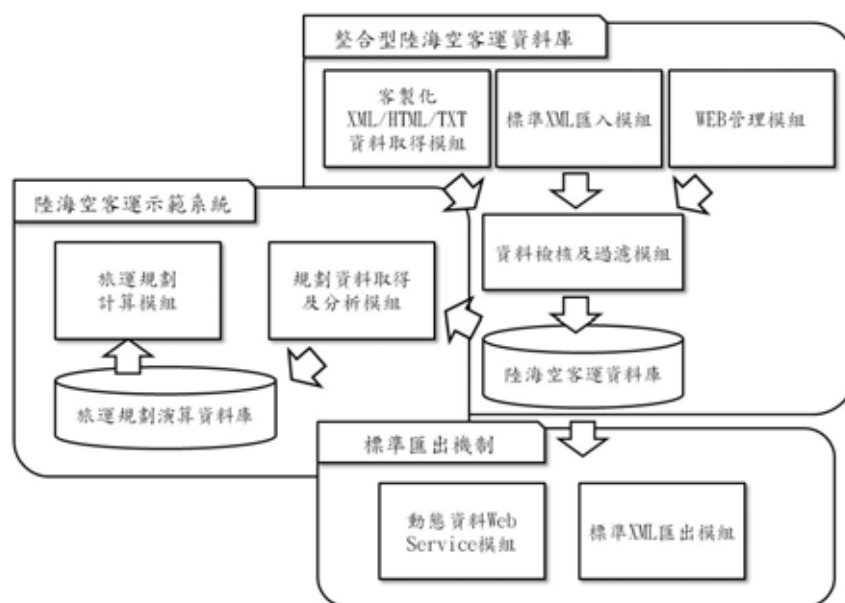 整合型陸海空客運資料庫
客製化
XML/HTML/TXT
資料取得模組
標準XML匯入模組
WEB管理模組
陸海空客運示範系統
資料檢核及過濾模組
旅運規劃
計算模組
規劃資料取得
及分析模組
陸海空客運資料庫
旅運規劃演算資料庫
標準匯出機制
動態資料Web
Service模組
標準XML匯出模組